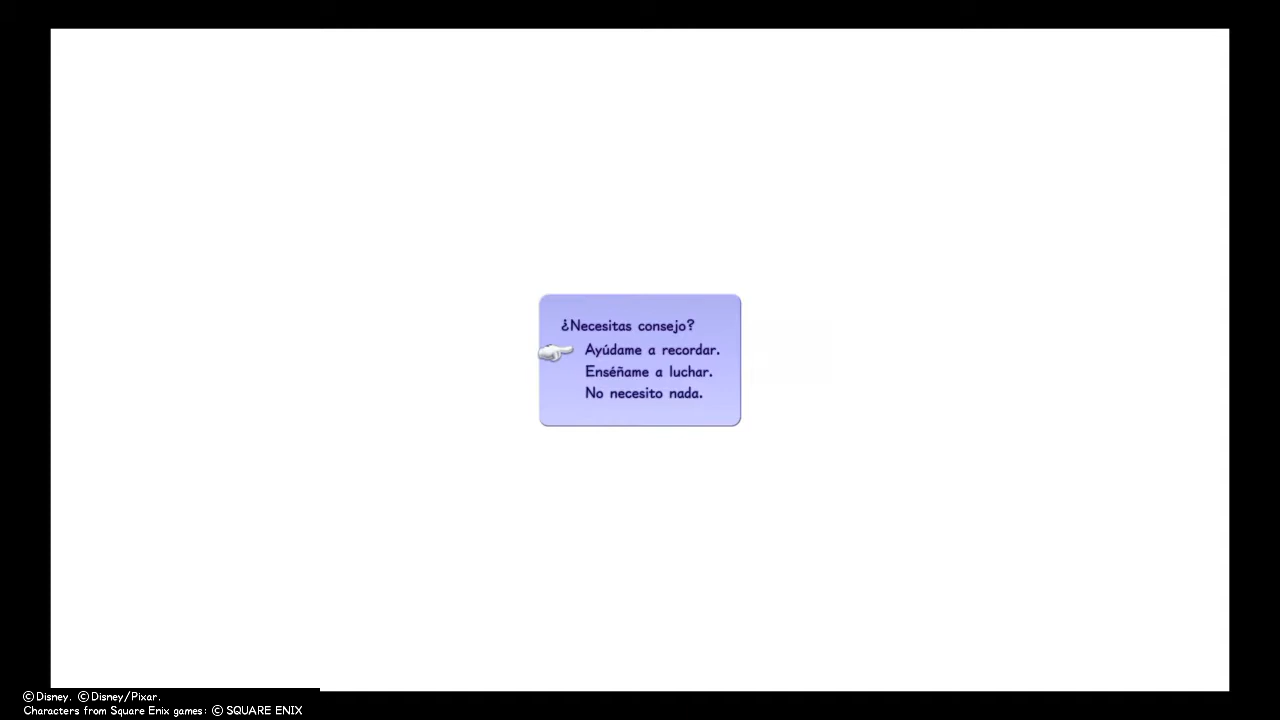 ¿Necesitas consejo?
Ayúdame a recordar.
Enséñame a luchar.
No necesito nada.
©Disney. ©Disney/Pixar.
Characters from Square Enix games: © SQUARE ENIX